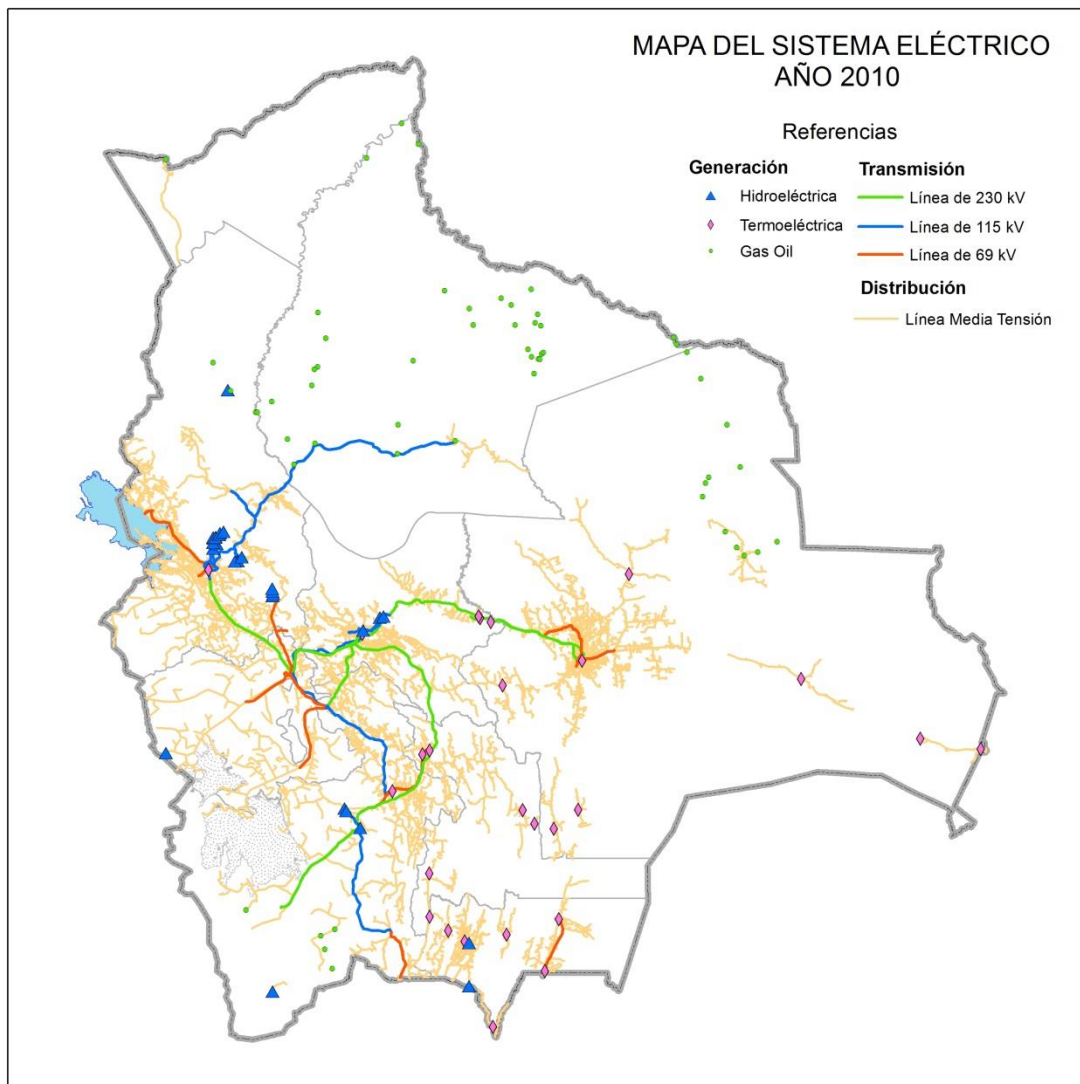 MAPA DEL SISTEMA ELÉCTRICO
AÑO 2010
Referencias
Generación
Hidroeléctrica
Termoeléctrica
Gas Oil
Transmisión
Línea de 230 kV
Línea de 115 kV
Línea de 69 kV
Distribución
Línea Media Tensión